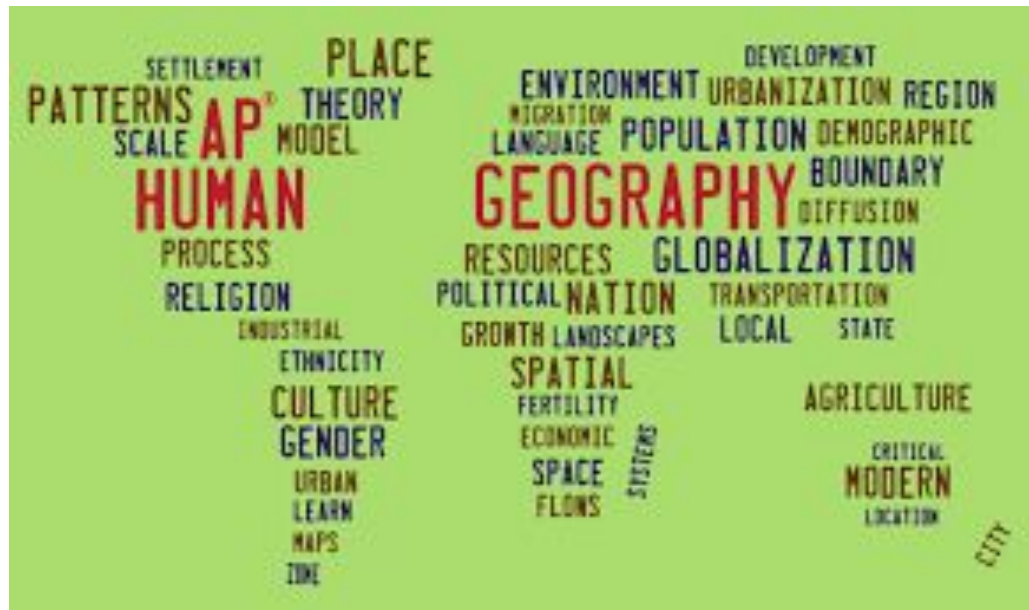 SETTLEMENT
PLACE
PATTERNS
AP®
THEORY
SCALE
MODEL
HUMAN
PROCESS
RELIGION
INDUSTRIAL
ETHNICITY
CULTURE
GENDER
URBAN
LEARN
MAPS
ZONE
DEVELOPMENT
ENVIRONMENT
URBANIZATION
REGION
MIGRATION
LANGUAGE
POPULATION
DEMOGRAPHIC
GEOGRAPHY
BOUNDARY
DIFFUSION
RESOURCES
GLOBALIZATION
POLITICAL
NATION
TRANSPORTATION
GROWTH
LANDSCAPES
LOCAL
STATE
SPATIAL
FERTILITY
ECONOMIC
SYSTEMS
SPACE
FLOWS
AGRICULTURE
CRITICAL
MODERN
LOCATION
CITY